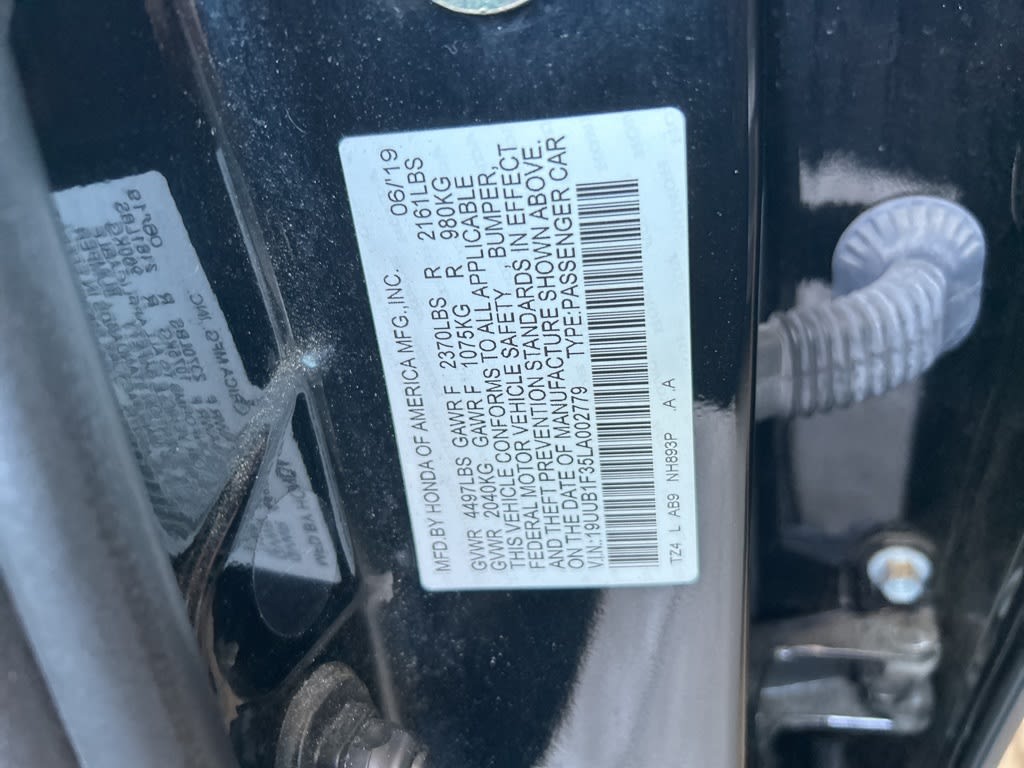 MFD.BY HONDA OF AMERICA MFG., INC. 06/'19
GVWR 4497LBS GAWR F 2370LBS R 2161LBS
GVWR 2040KG GAWR F 1075KG R 980KG
THIS VEHICLE CONFORMS TO ALL APPLICABLE
FEDERAL MOTOR VEHICLE SAFETY, BUMPER,
AND THEFT PREVENTION STANDARDS IN EFFECT
ON THE DATE OF MANUFACTURE SHOWN ABOVE.
V.I.N.:19UUB1F35LA002779 TYPE:PASSENGER CAR
TZ4 L AB9 NH893P A A